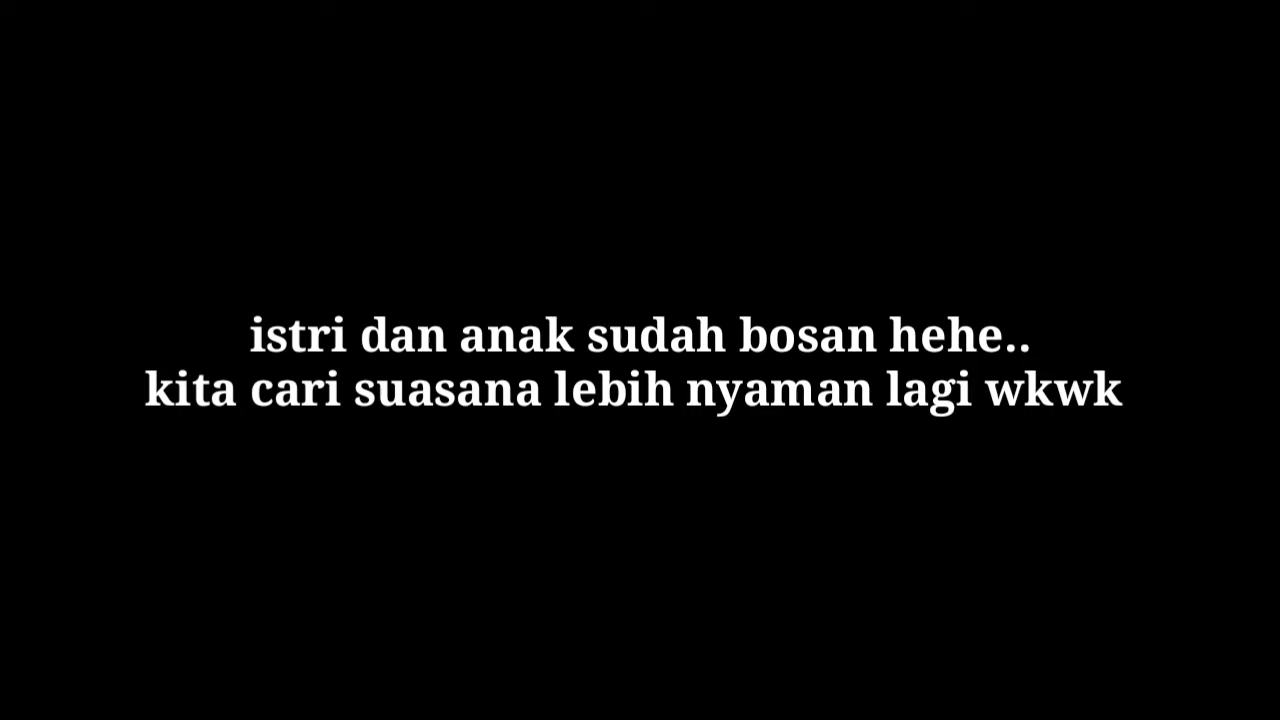 istri dan anak sudah bosan hehe..
kita cari suasana lebih nyaman lagi wkwk